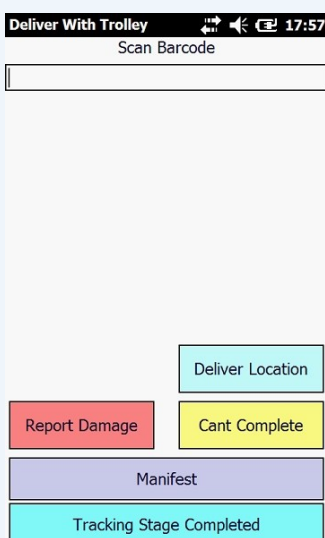 Deliver With Trolley 17:57
Scan Barcode
Deliver Location
Report Damage Cant Complete
Manifest
Tracking Stage Completed